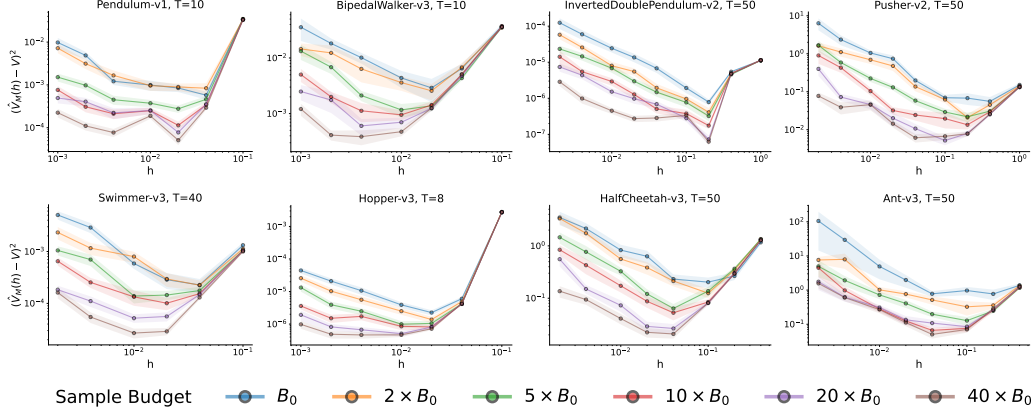 Pendulum-v1, T=10
BipedalWalker-v3, T=10
InvertedDoublePendulum-v2, T=50
Pusher-v2, T=50
(V̂_M(h) − V)²
10⁻² 10⁻³ 10⁻⁴
10⁻² 10⁻³
10⁻⁴ 10⁻⁵ 10⁻⁶ 10⁻⁷
10¹ 10⁰ 10⁻¹ 10⁻²
10⁻³ 10⁻² 10⁻¹
10⁻³ 10⁻² 10⁻¹
10⁻² 10⁻¹ 10⁰
10⁻² 10⁻¹ 10⁰
h h h h
Swimmer-v3, T=40
Hopper-v3, T=8
HalfCheetah-v3, T=50
Ant-v3, T=50
(V̂_M(h) − V)²
10⁻³ 10⁻⁴
10⁻³ 10⁻⁴ 10⁻⁵ 10⁻⁶
10⁰ 10⁻¹
10² 10¹ 10⁰ 10⁻¹
10⁻² 10⁻¹
10⁻² 10⁻¹
10⁻² 10⁻¹
10⁻² 10⁻¹
h h h h
Sample Budget B₀ 2 × B₀ 5 × B₀ 10 × B₀ 20 × B₀ 40 × B₀